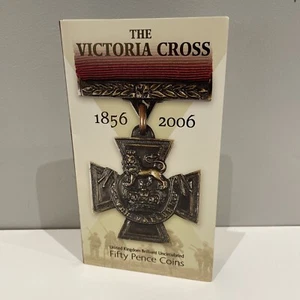 THE
VICTORIA CROSS
1856 2006
United Kingdom Brilliant Uncirculated
Fifty Pence Coins